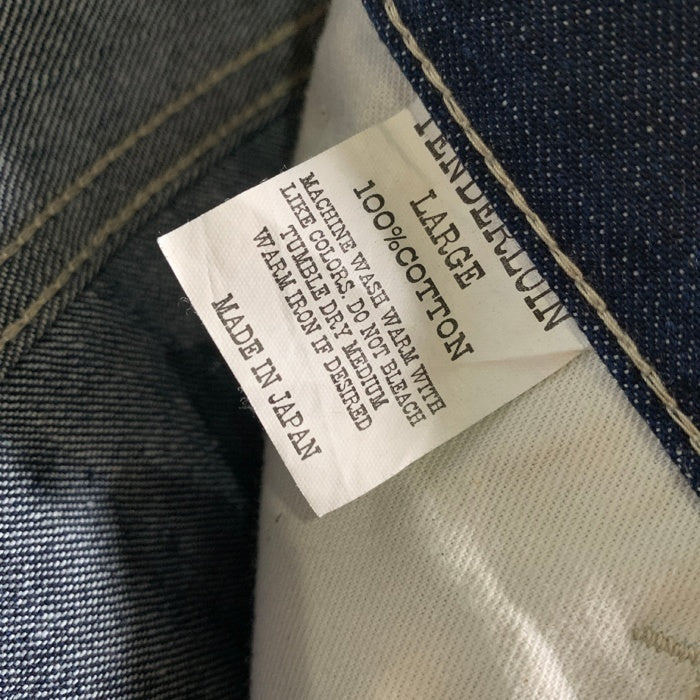 TENDERLOIN
LARGE
100%COTTON
MACHINE WASH WARM WITH
LIKE COLORS. DO NOT BLEACH
TUMBLE DRY MEDIUM
WARM IRON IF DESIRED
MADE IN JAPAN